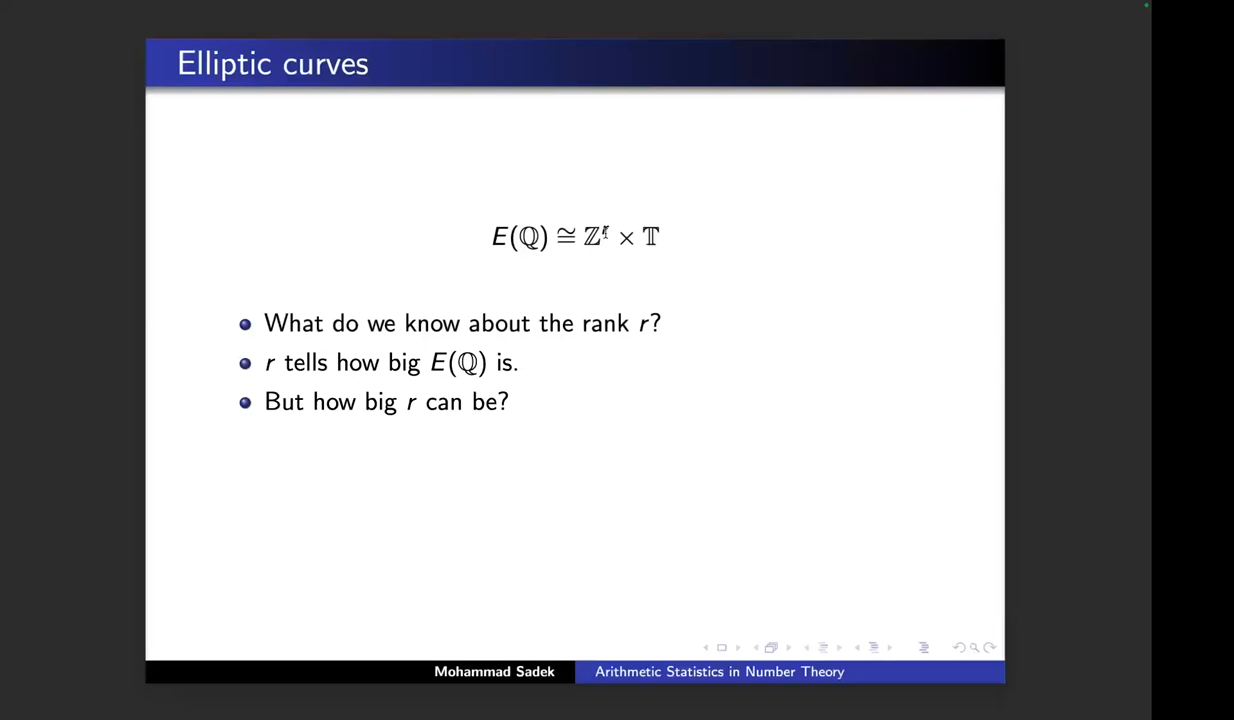 Elliptic curves
E(ℚ) ≅ ℤʳ × 𝕋
What do we know about the rank r?
r tells how big E(ℚ) is.
But how big r can be?
Mohammad Sadek
Arithmetic Statistics in Number Theory